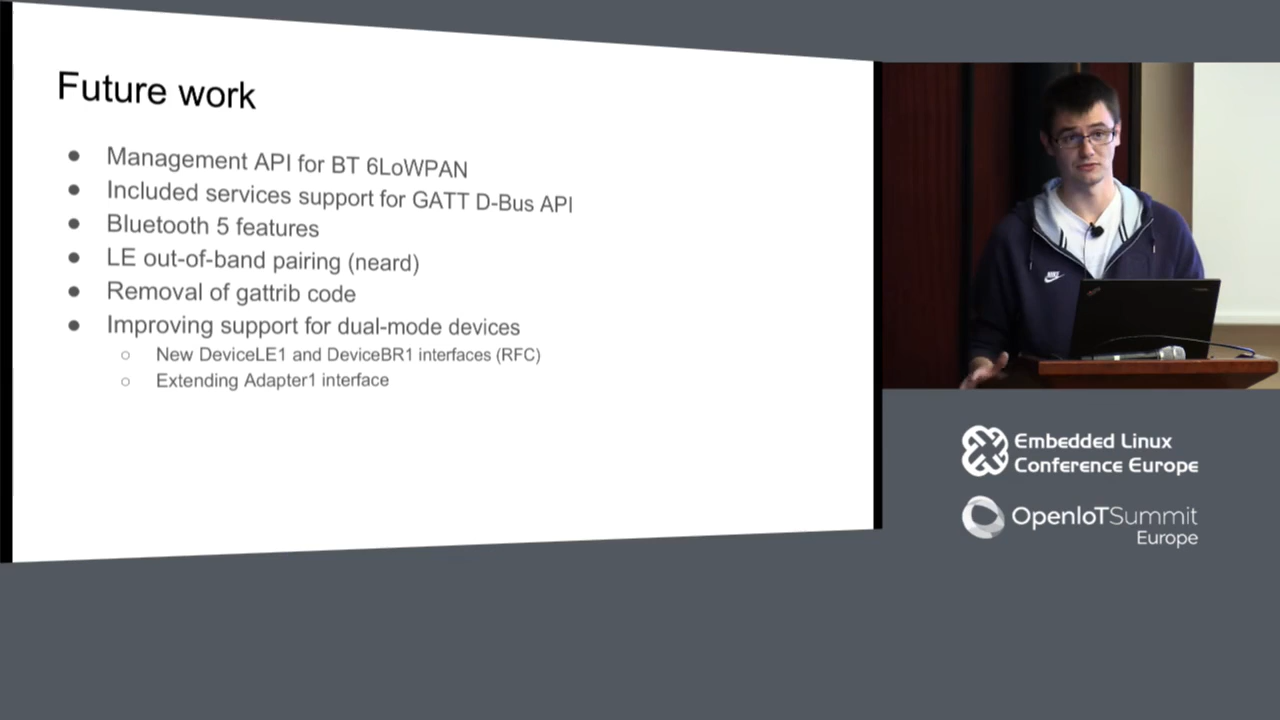 Future work
Management API for BT 6LoWPAN
Included services support for GATT D-Bus API
Bluetooth 5 features
LE out-of-band pairing (neard)
Removal of gattrib code
Improving support for dual-mode devices
New DeviceLE1 and DeviceBR1 interfaces (RFC)
Extending Adapter1 interface
Embedded Linux
Conference Europe
OpenIoTSummit
Europe